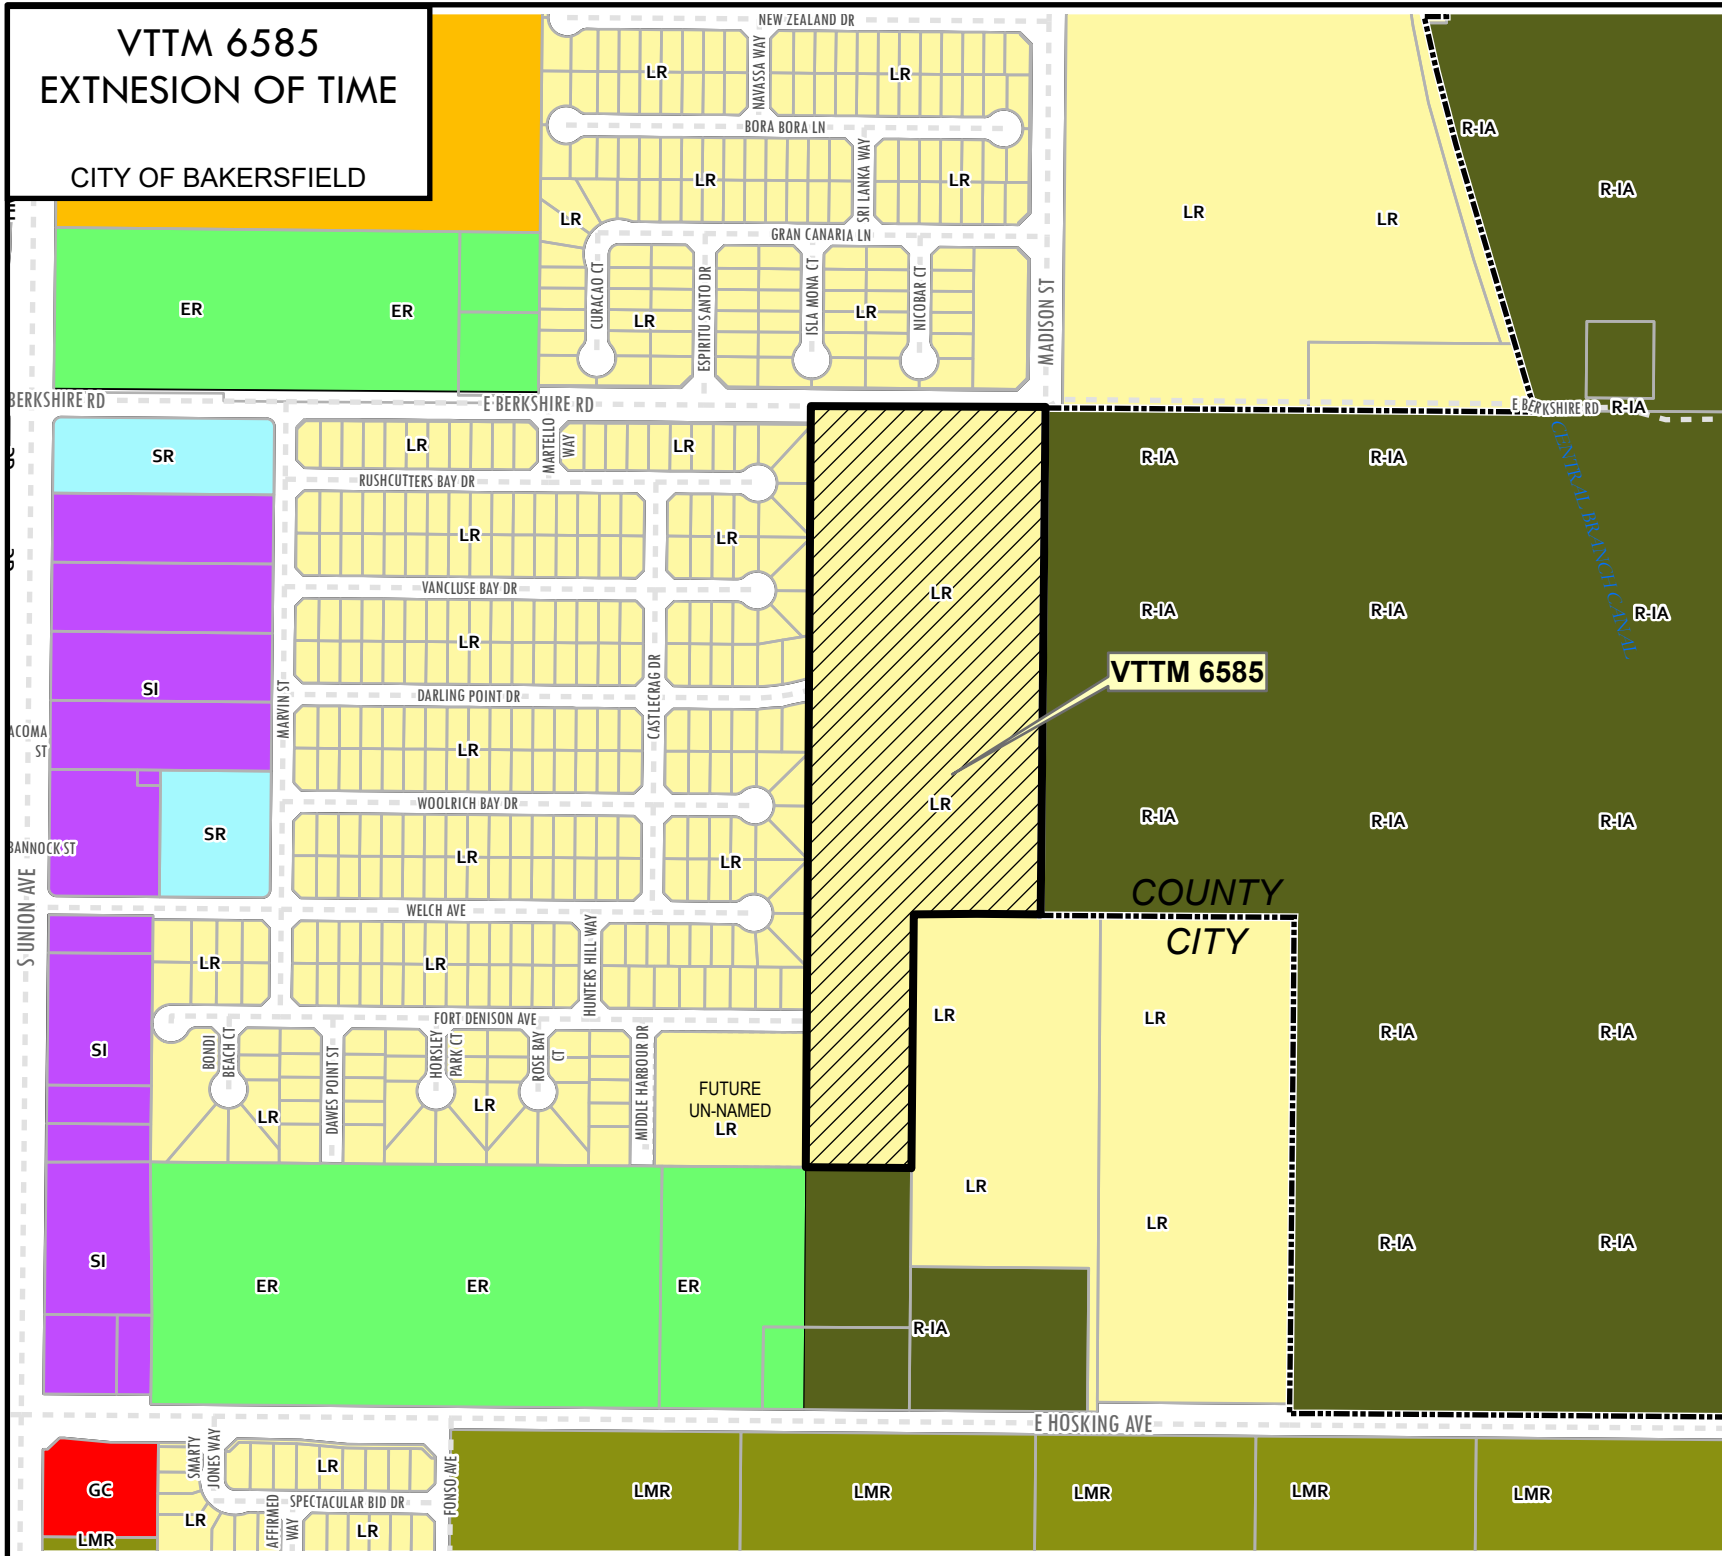 VTTM 6585
EXTNESION OF TIME
CITY OF BAKERSFIELD
NEW ZEALAND DR
LR
NAVASSA WAY
LR
BORA BORA LN
R-IA
LR
SRI LANKA WAY
LR
R-IA
LR
GRAN CANARIA LN
LR
LR
ER
ER
CURACAO CT
LR
ESPIRITU SANTO DR
ISLA MONA CT
LR
NICOBAR CT
MADISON ST
BERKSHIRE RD
E BERKSHIRE RD
E BERKSHIRE RD
R-IA
SR
LR
MARTELLO
WAY
LR
R-IA
R-IA
CENTRAL BRANCH CANAL
RUSHCUTTERS BAY DR
LR
LR
VANCLUSE BAY DR
LR
R-IA
R-IA
R-IA
LR
CASTLECRAG DR
VTTM 6585
SI
MARVIN ST
DARLING POINT DR
ACOMA
ST
LR
WOOLRICH BAY DR
LR
R-IA
R-IA
R-IA
SR
BANNOCK ST
LR
LR
COUNTY
CITY
S UNION AVE
WELCH AVE
LR
LR
HUNTERS HILL WAY
FORT DENISON AVE
LR
LR
R-IA
R-IA
SI
BONDI
BEACH CT
DAWES POINT ST
HORSLEY
PARK CT
ROSE BAY
CT
MIDDLE HARBOUR DR
LR
LR
FUTURE
UN-NAMED
LR
LR
LR
R-IA
R-IA
SI
ER
ER
ER
R-IA
E HOSKING AVE
GC
SMARTY
JONES WAY
LR
FONSO AVE
LMR
LMR
LMR
LMR
LMR
SPECTACULAR BID DR
LR
AFFIRMED
WAY
LR
LMR